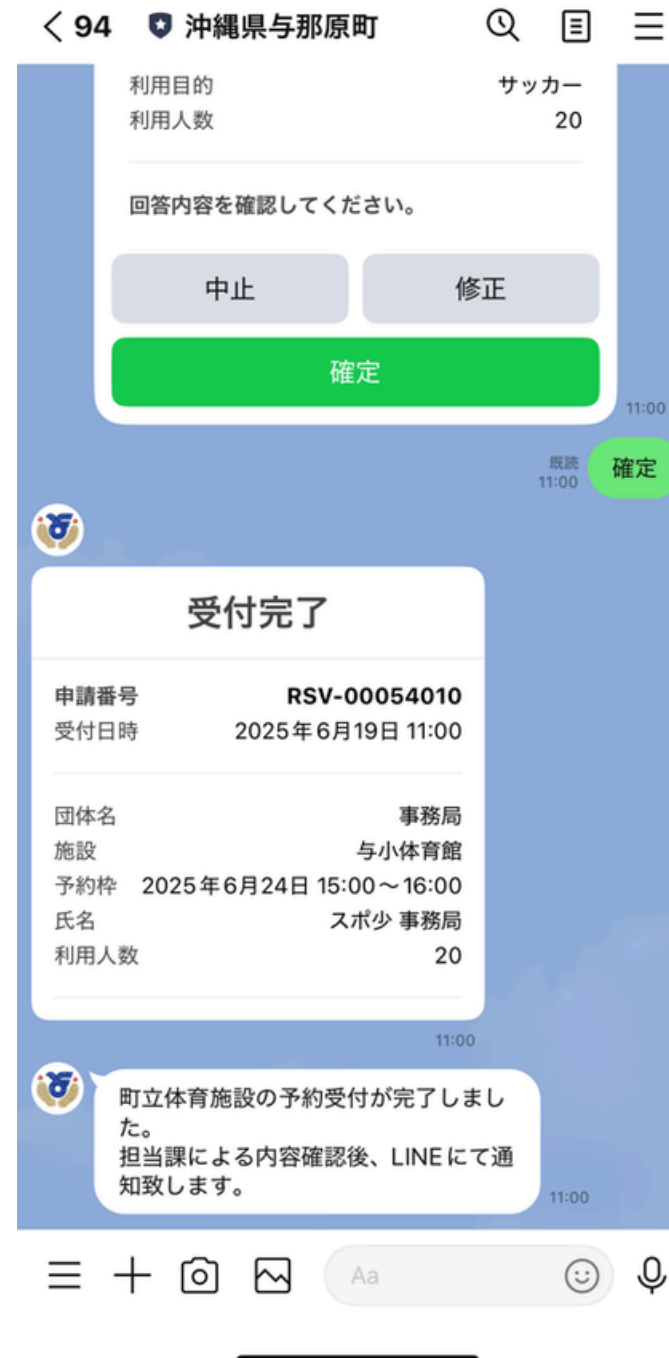 94 沖縄県与那原町
利用目的 サッカー
利用人数 20
回答内容を確認してください。
中止 修正
確定
11:00
既読
11:00 確定
受付完了
申請番号 RSV-00054010
受付日時 2025年6月19日 11:00
団体名 事務局
施設 与小体育館
予約枠 2025年6月24日 15:00～16:00
氏名 スポ少 事務局
利用人数 20
11:00
町立体育施設の予約受付が完了しまし
た。
担当課による内容確認後、LINEにて通
知致します。
11:00
Aa